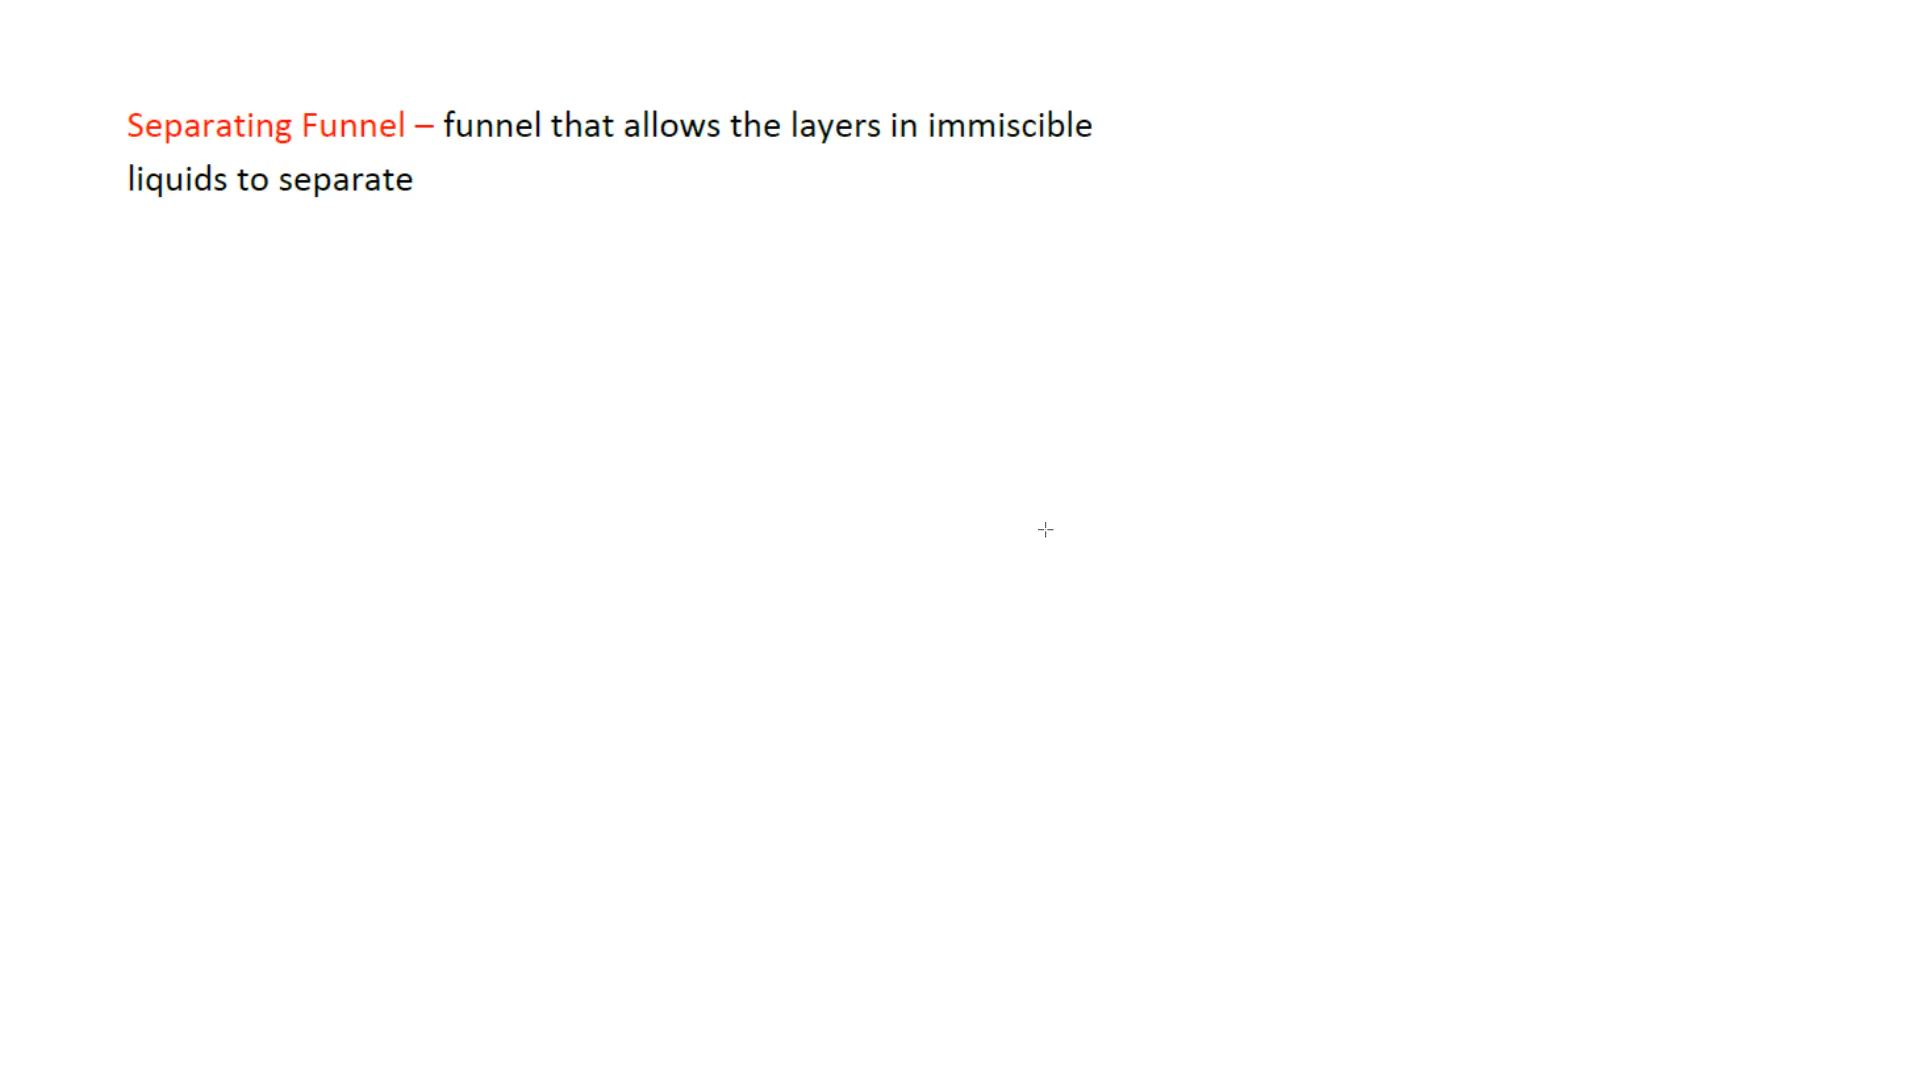 Separating Funnel – funnel that allows the layers in immiscible
liquids to separate